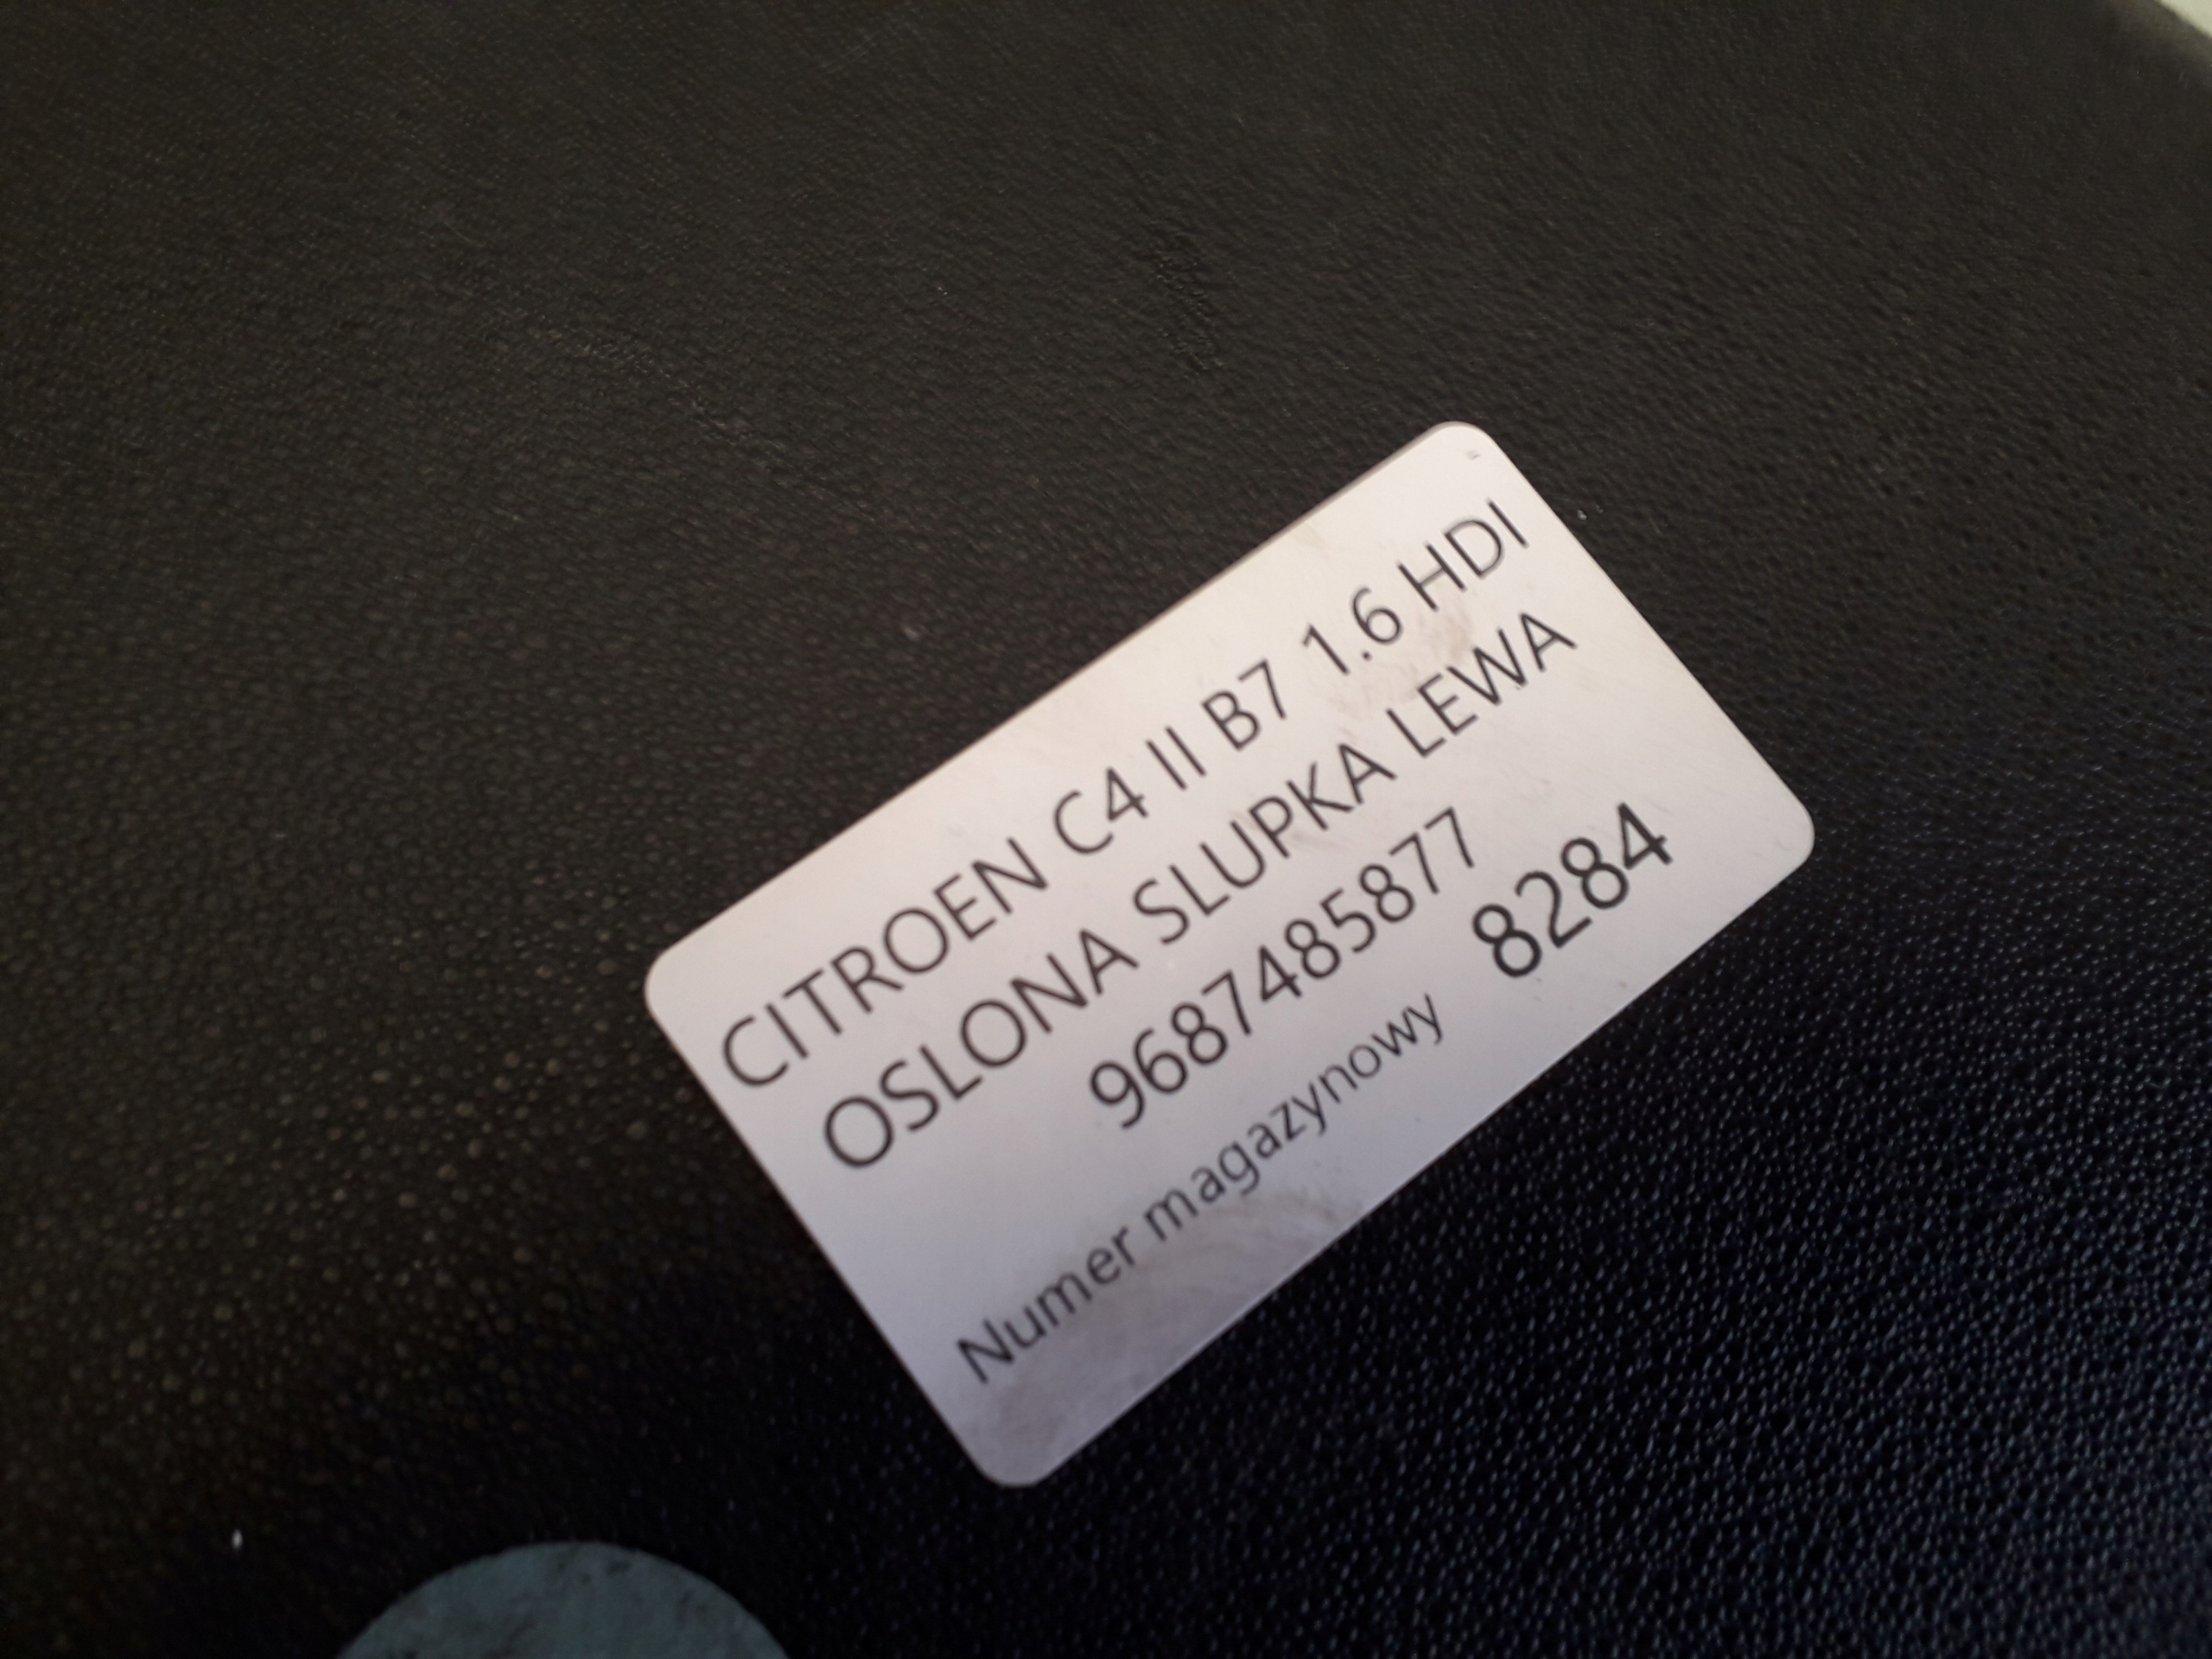 CITROEN C4 II B7 1.6 HDI
OSLONA SLUPKA LEWA
9687485877
Numer magazynowy 8284